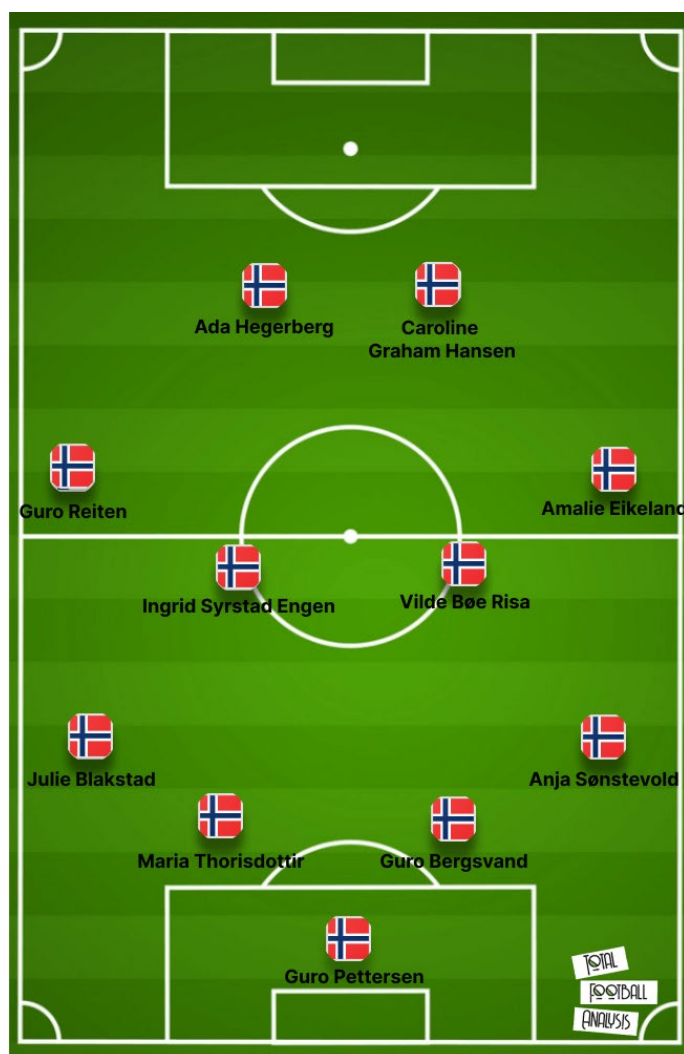 Ada Hegerberg
Caroline
Graham Hansen
Guro Reiten
Amalie Eikeland
Ingrid Syrstad Engen
Vilde Bøe Risa
Julie Blakstad
Anja Sønstevold
Maria Thorisdottir
Guro Bergsvand
Guro Pettersen
TOTAL
FOOTBALL
ANALYSIS